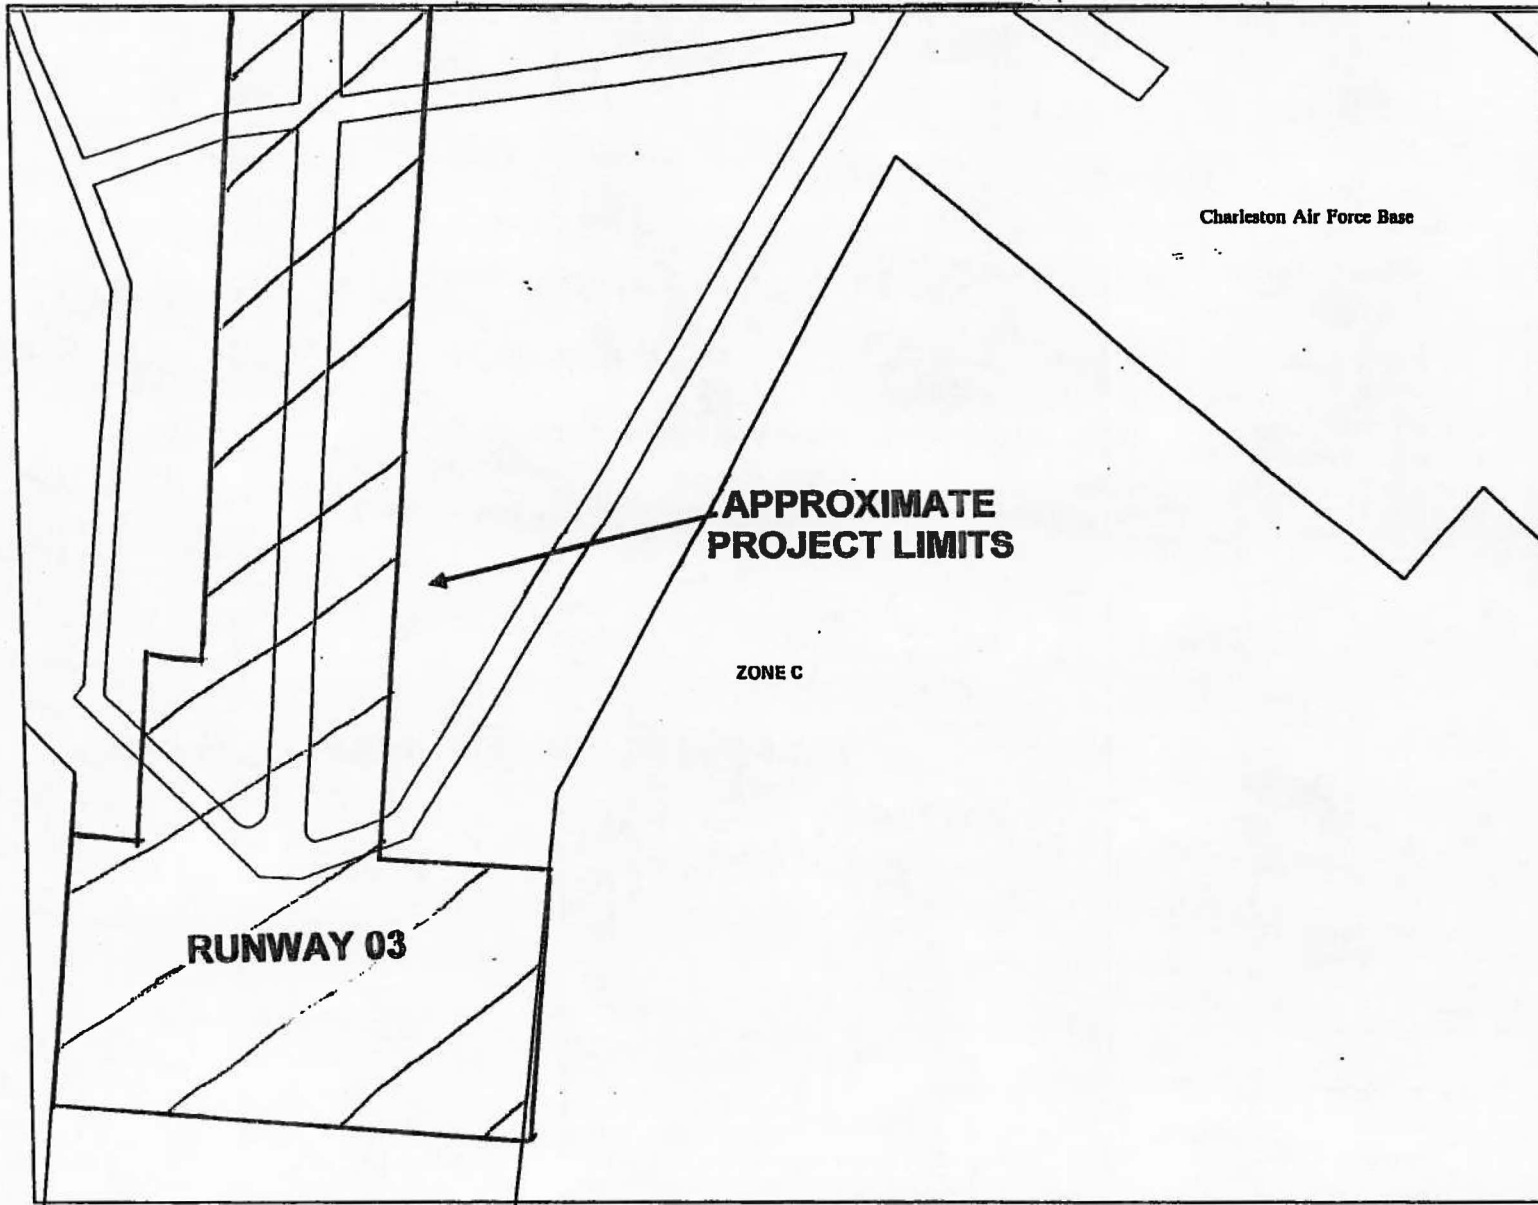 Charleston Air Force Base
APPROXIMATE
PROJECT LIMITS
ZONE C
RUNWAY 03